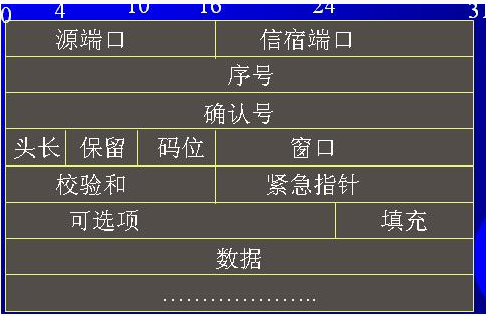 0 4 10 16 24 31
源端口 信宿端口
序号
确认号
头长 保留 码位 窗口
校验和 紧急指针
可选项 填充
数据
………………..